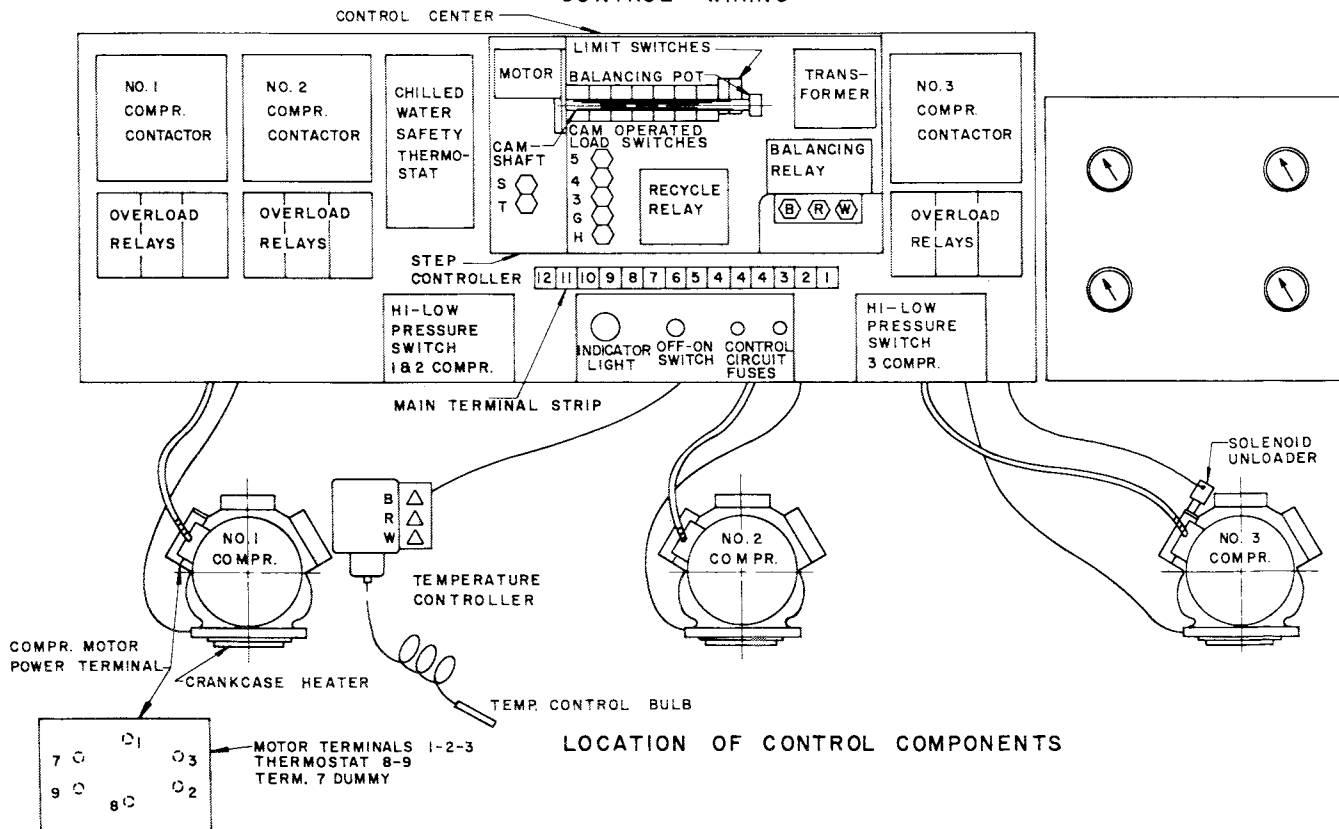 CONTROL WIRING
CONTROL CENTER
NO. 1
COMPR.
CONTACTOR
NO. 2
COMPR.
CONTACTOR
CHILLED
WATER
SAFETY
THERMO-
STAT
MOTOR
LIMIT SWITCHES
BALANCING POT
TRANS-
FORMER
NO. 3
COMPR.
CONTACTOR
CAM-
SHAFT
CAM OPERATED
LOAD SWITCHES
S
T
5
4
3
G
H
RECYCLE
RELAY
BALANCING
RELAY
B R W
OVERLOAD
RELAYS
OVERLOAD
RELAYS
OVERLOAD
RELAYS
STEP
CONTROLLER
12 11 10 9 8 7 6 5 4 4 4 3 2 1
HI-LOW
PRESSURE
SWITCH
1 & 2 COMPR.
INDICATOR
LIGHT
OFF-ON
SWITCH
CONTROL
CIRCUIT
FUSES
HI-LOW
PRESSURE
SWITCH
3 COMPR.
MAIN TERMINAL STRIP
SOLENOID
UNLOADER
NO. 1
COMPR.
B
R
W
TEMPERATURE
CONTROLLER
NO. 2
COMPR.
NO. 3
COMPR.
COMPR. MOTOR
POWER TERMINAL
CRANKCASE HEATER
TEMP. CONTROL BULB
1
7
3
9
2
8
MOTOR TERMINALS 1-2-3
THERMOSTAT 8-9
TERM. 7 DUMMY
LOCATION OF CONTROL COMPONENTS